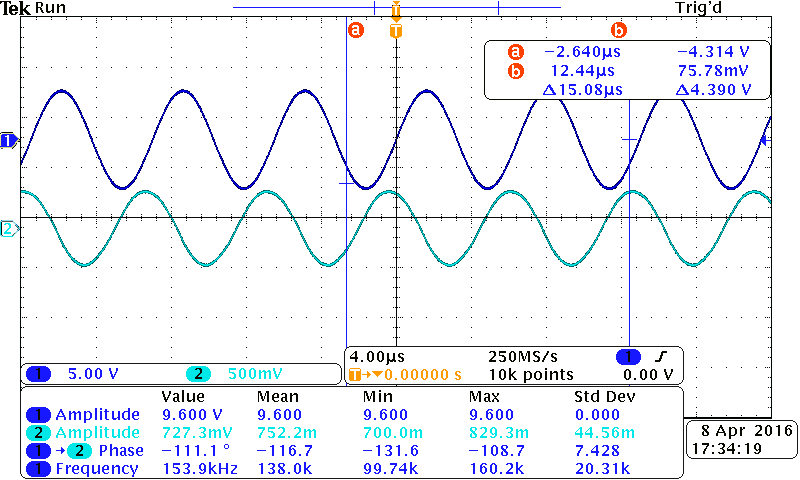 Tek Run Trig'd
a T b
T
a −2.640µs −4.314 V
b 12.44µs 75.78mV
Δ15.08µs Δ4.390 V
1
2
1 5.00 V 2 500mV
4.00µs 250MS/s 1
T→▼0.00000 s 10k points 0.00 V
Value Mean Min Max Std Dev
1 Amplitude 9.600 V 9.600 9.600 9.600 0.000
2 Amplitude 727.3mV 752.2m 700.0m 829.3m 44.56m
1 → 2 Phase −111.1 ° −116.7 −131.6 −108.7 7.428
1 Frequency 153.9kHz 138.0k 99.74k 160.2k 20.31k
8 Apr 2016
17:34:19